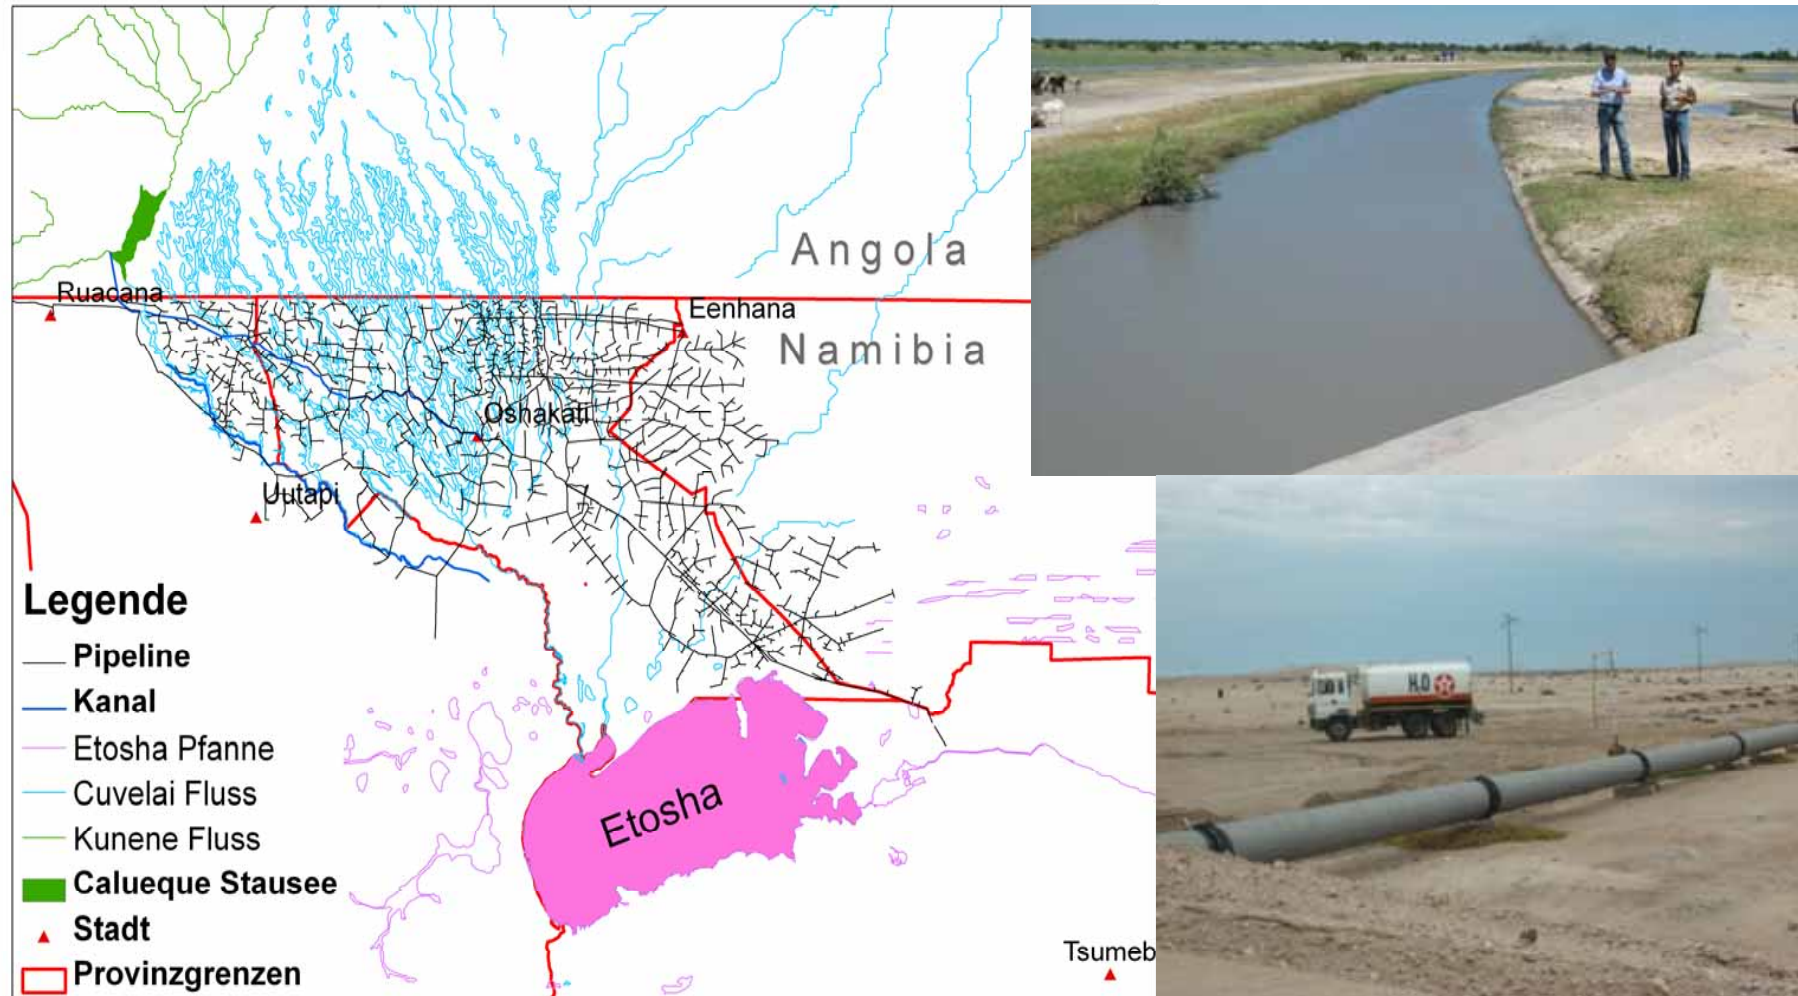 Angola
Ruacana
Eenhana
Namibia
Oshakati
Uutapi
Legende
Pipeline
Kanal
Etosha Pfanne
Cuvelai Fluss
Kunene Fluss
Calueque Stausee
Stadt
Provinzgrenzen
Etosha
Tsumeb
H2O